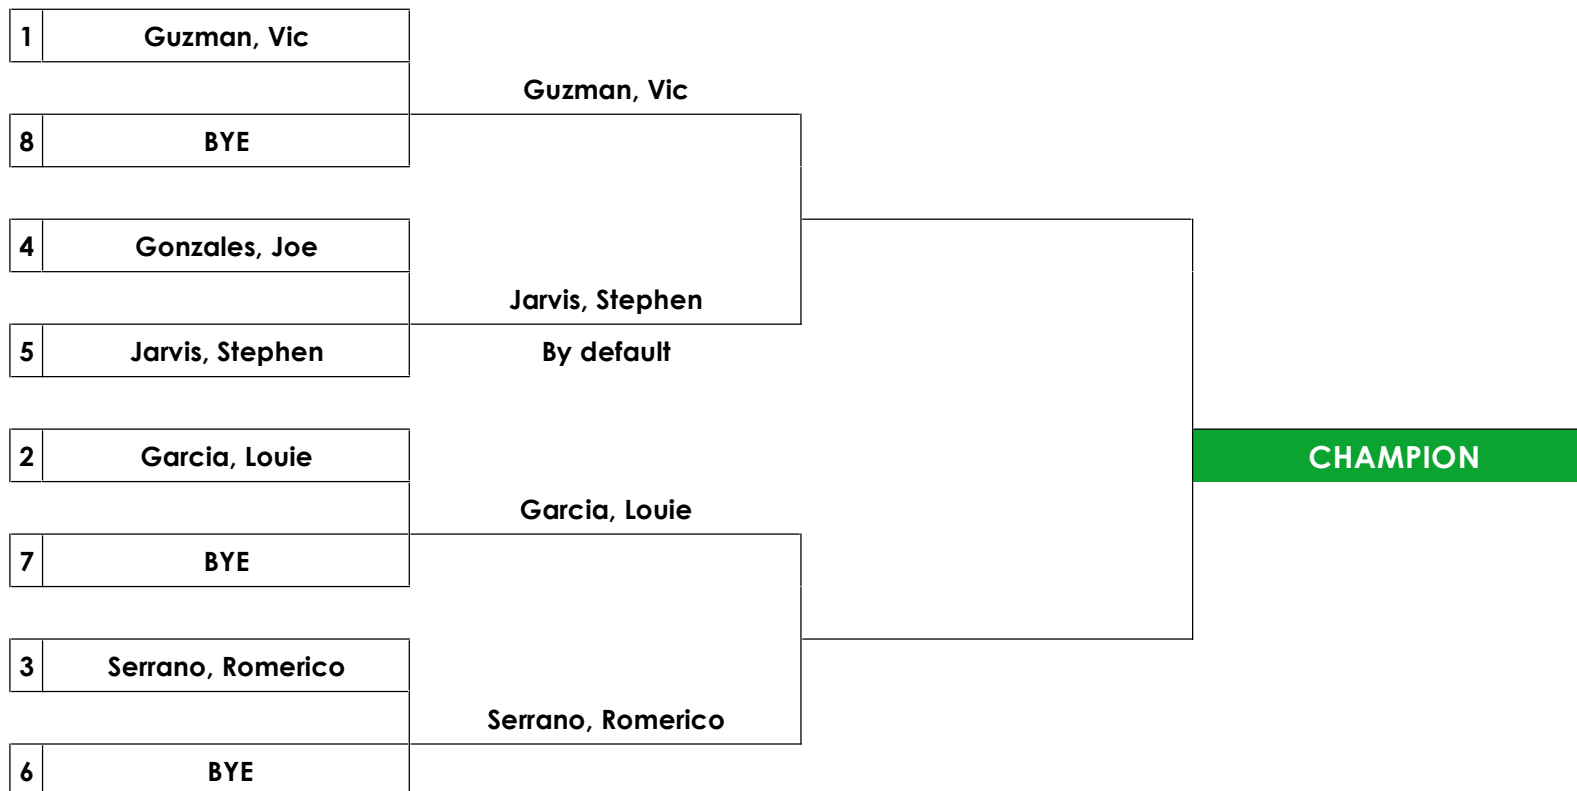 1 Guzman, Vic
Guzman, Vic
8 BYE
4 Gonzales, Joe
Jarvis, Stephen
5 Jarvis, Stephen By default
2 Garcia, Louie CHAMPION
Garcia, Louie
7 BYE
3 Serrano, Romerico
Serrano, Romerico
6 BYE